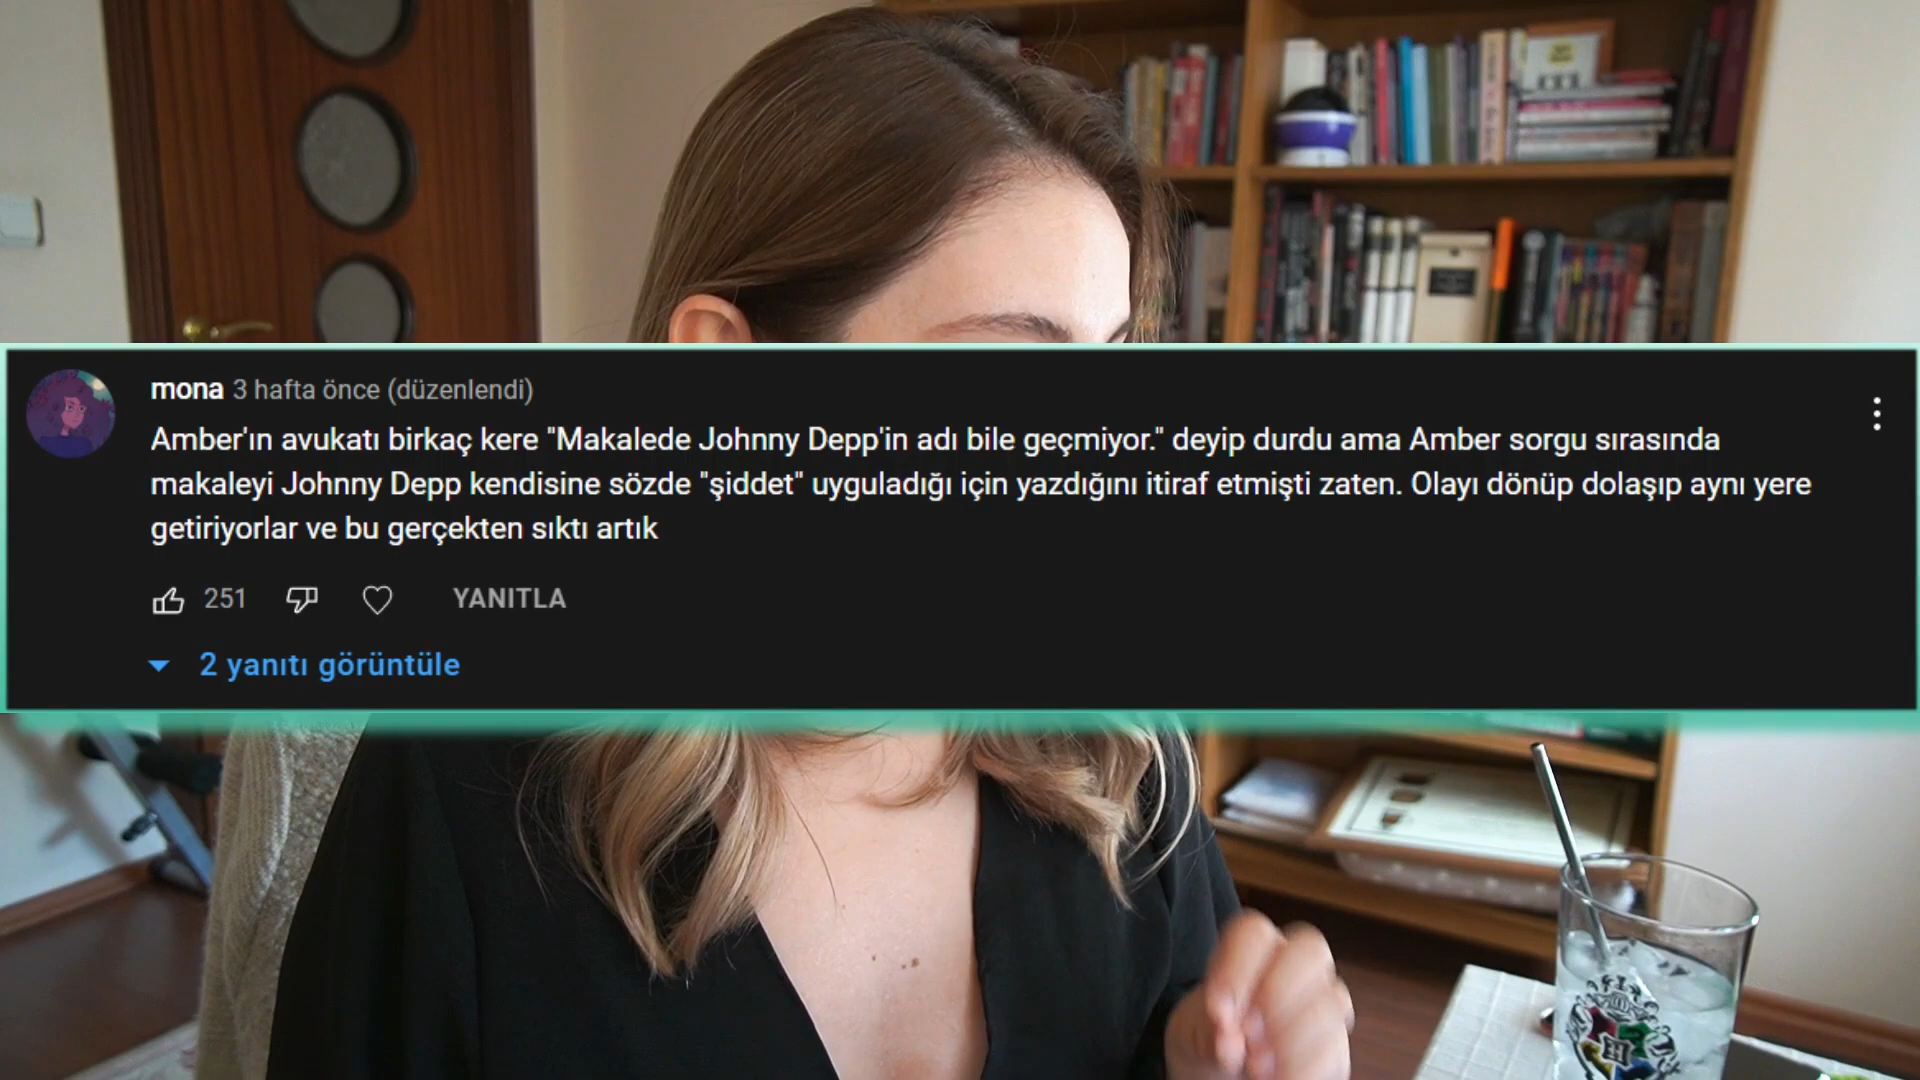 mona 3 hafta önce (düzenlendi)
Amber'ın avukatı birkaç kere "Makalede Johnny Depp'in adı bile geçmiyor." deyip durdu ama Amber sorgu sırasında
makaleyi Johnny Depp kendisine sözde "şiddet" uyguladığı için yazdığını itiraf etmişti zaten. Olayı dönüp dolaşıp aynı yere
getiriyorlar ve bu gerçekten sıktı artık
251 YANITLA
2 yanıtı görüntüle